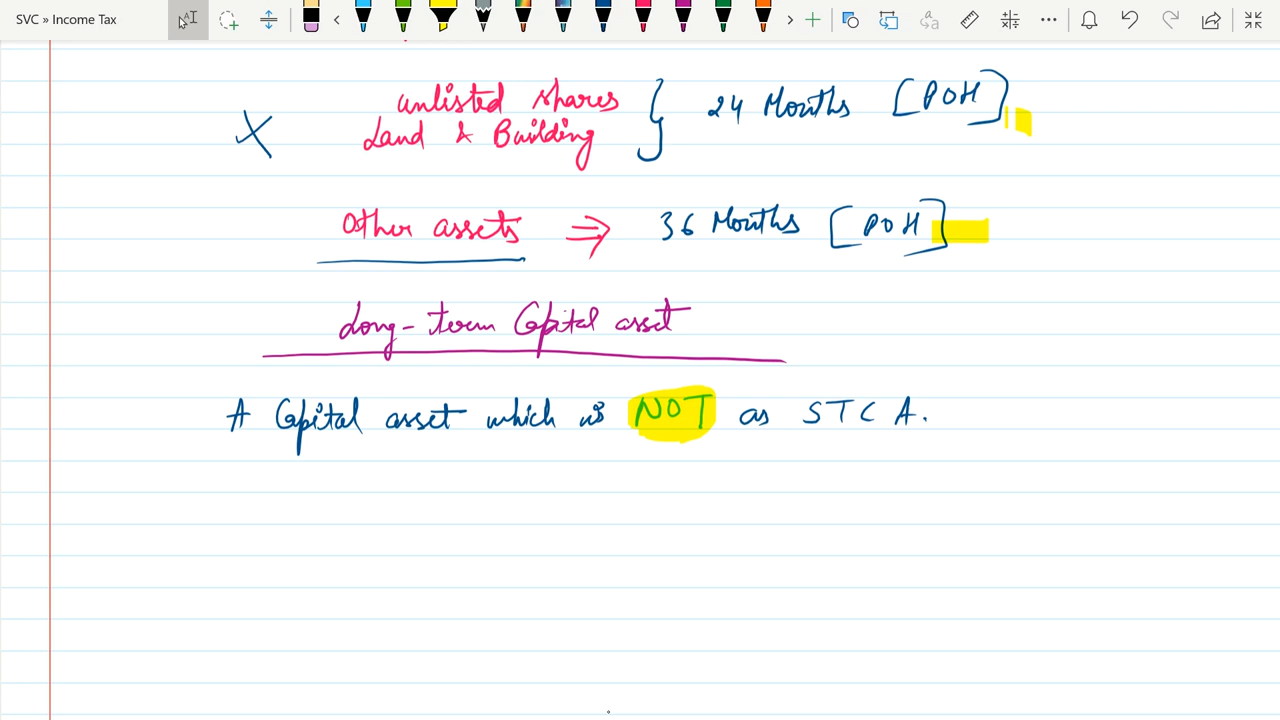 SVC » Income Tax
unlisted shares } 24 Months [POH]
X Land & Building
Other assets ⇒ 36 Months [POH]
Long-term Capital asset
A Capital asset which is NOT as STCA.